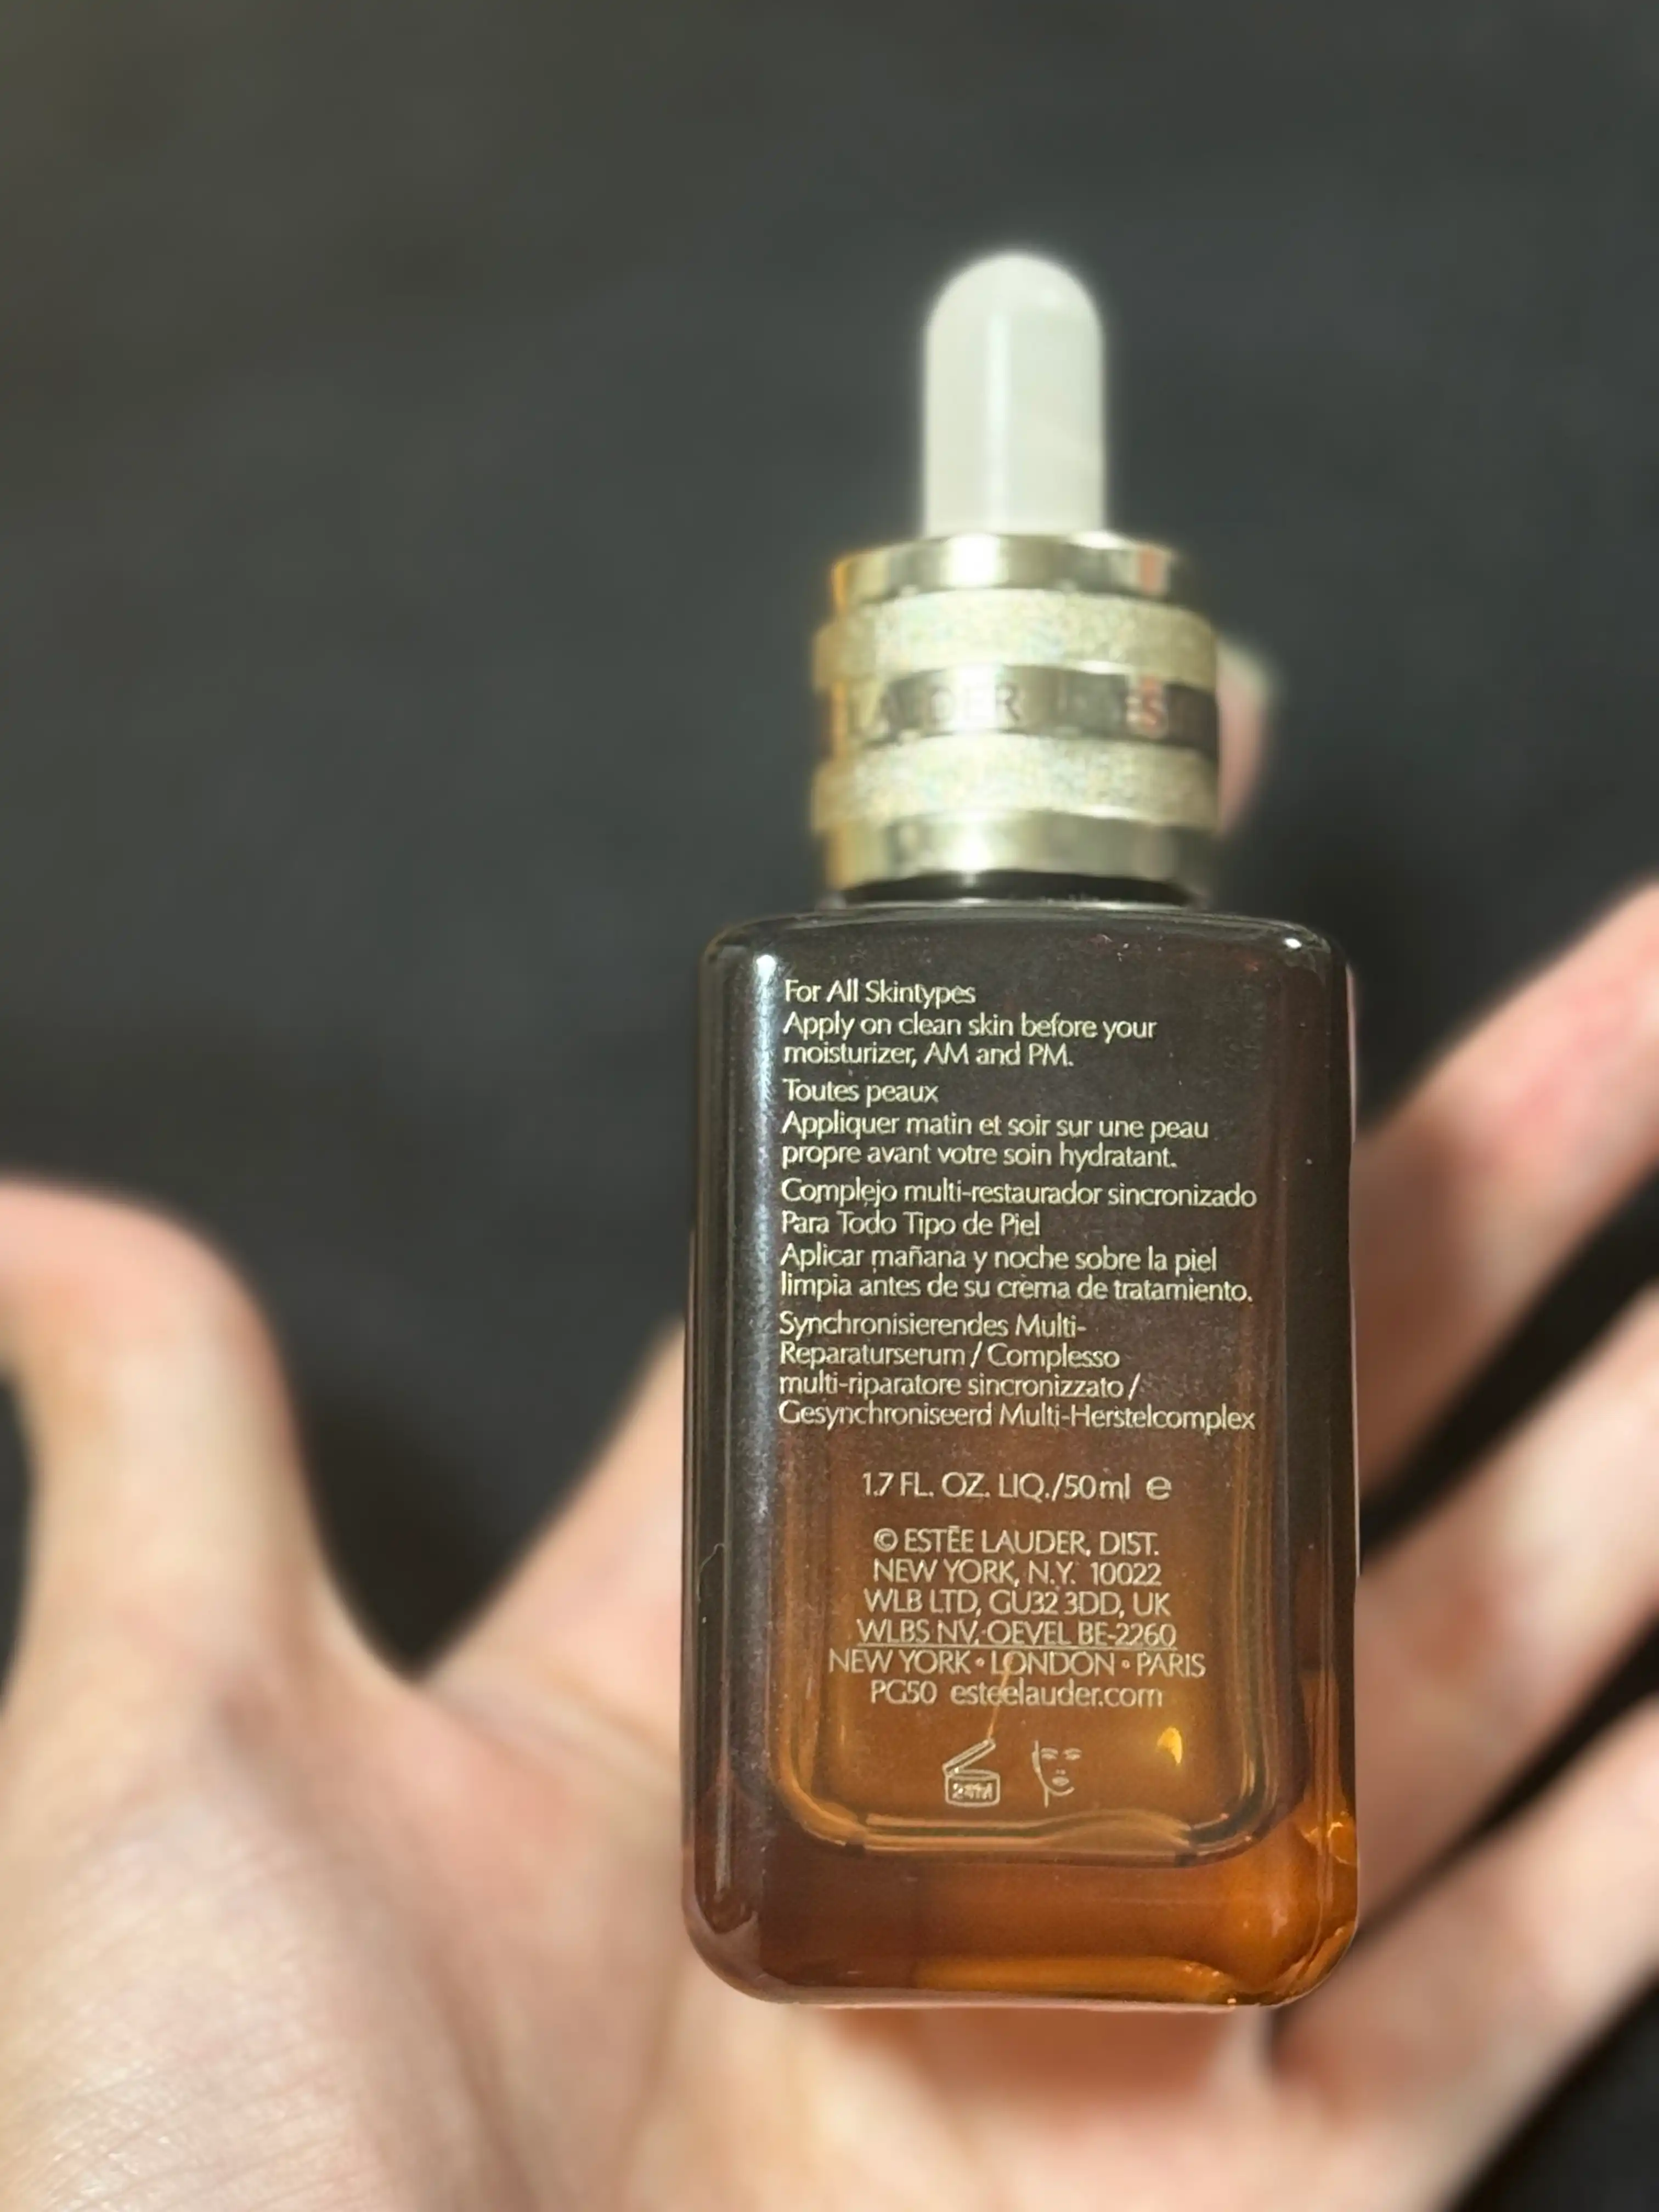 LAUDER ES
For All Skintypes
Apply on clean skin before your
moisturizer, AM and PM.
Toutes peaux
Appliquer matin et soir sur une peau
propre avant votre soin hydratant.
Complejo multi-restaurador sincronizado
Para Todo Tipo de Piel
Aplicar mañana y noche sobre la piel
limpia antes de su crema de tratamiento.
Synchronisierendes Multi-
Reparaturserum / Complesso
multi-riparatore sincronizzato /
Gesynchroniseerd Multi-Herstelcomplex
1.7 FL. OZ. LIQ./50 ml e
© ESTĒE LAUDER, DIST.
NEW YORK, N.Y. 10022
WLB LTD, GU32 3DD, UK
WLBS NV, OEVEL BE-2260
NEW YORK • LONDON • PARIS
PG50 esteelauder.com
24M